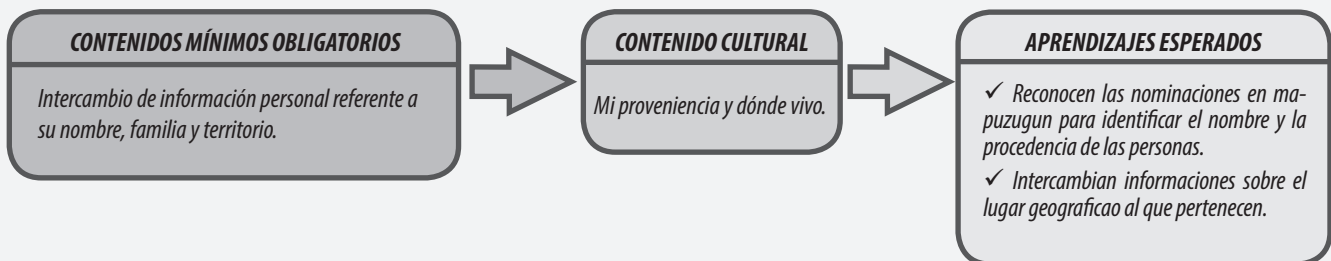 CONTENIDOS MÍNIMOS OBLIGATORIOS
Intercambio de información personal referente a
su nombre, familia y territorio.
CONTENIDO CULTURAL
Mi proveniencia y dónde vivo.
APRENDIZAJES ESPERADOS
✓ Reconocen las nominaciones en ma-
puzugun para identificar el nombre y la
procedencia de las personas.
✓ Intercambian informaciones sobre el
lugar geograficao al que pertenecen.